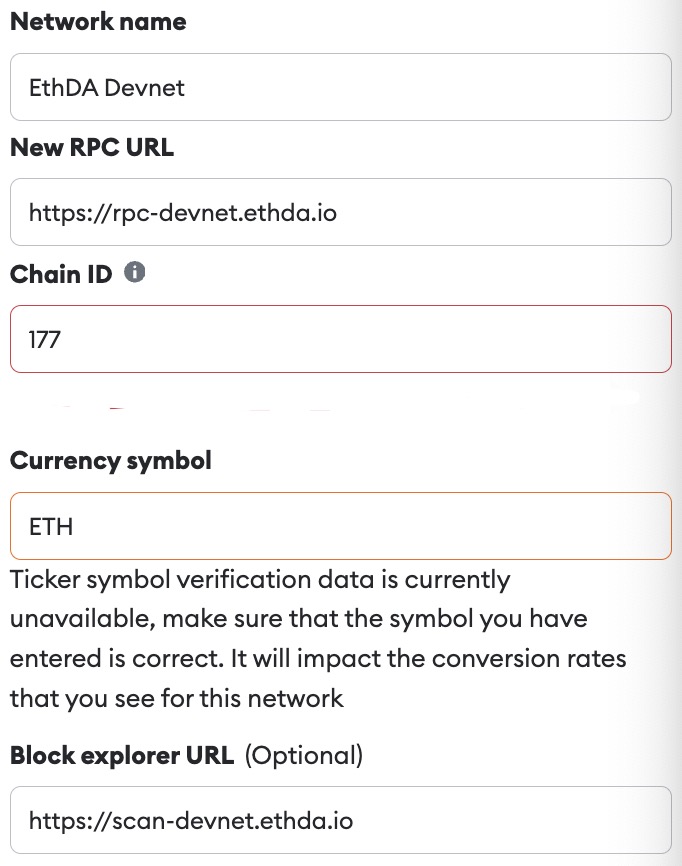 Network name
EthDA Devnet
New RPC URL
https://rpc-devnet.ethda.io
Chain ID
177
Currency symbol
ETH
Ticker symbol verification data is currently
unavailable, make sure that the symbol you have
entered is correct. It will impact the conversion rates
that you see for this network
Block explorer URL (Optional)
https://scan-devnet.ethda.io